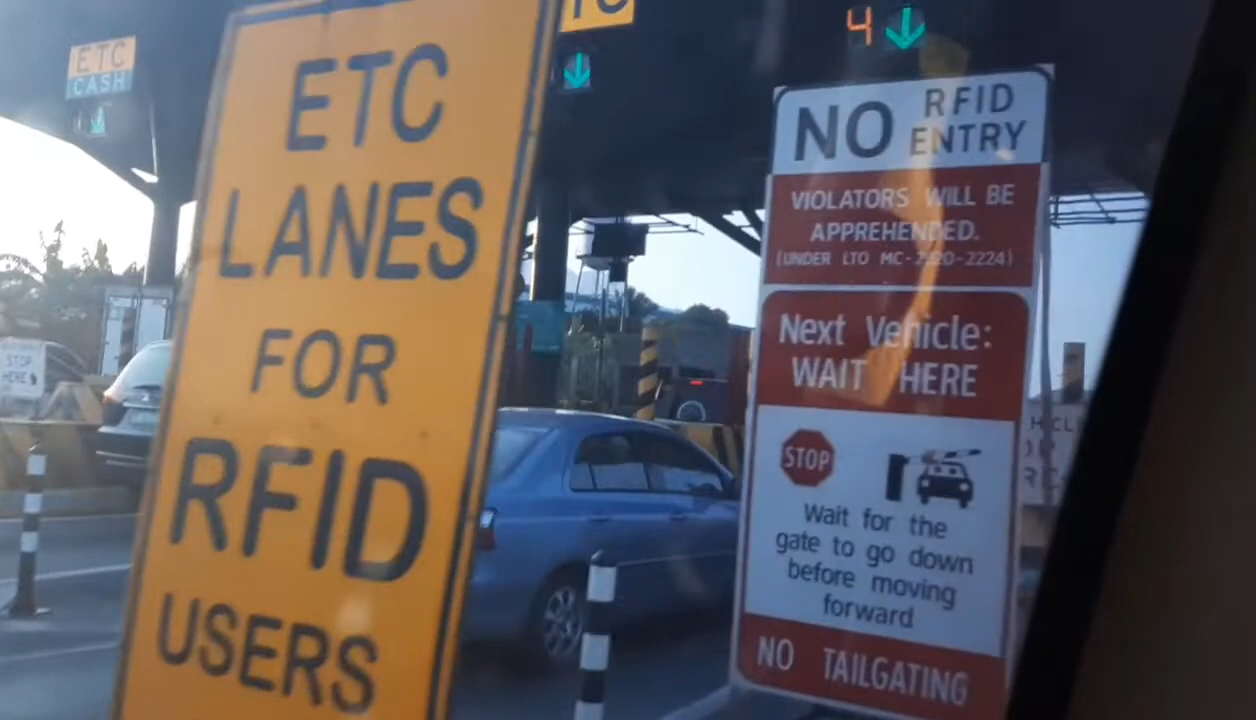 ETC
CASH
ETC
LANES
FOR
RFID
USERS
4
NO RFID
ENTRY
VIOLATORS WILL BE
APPREHENDED.
(UNDER LTO MC-2020-2224)
Next Vehicle:
WAIT HERE
STOP
Wait for the
gate to go down
before moving
forward
NO TAILGATING
STOP
HERE